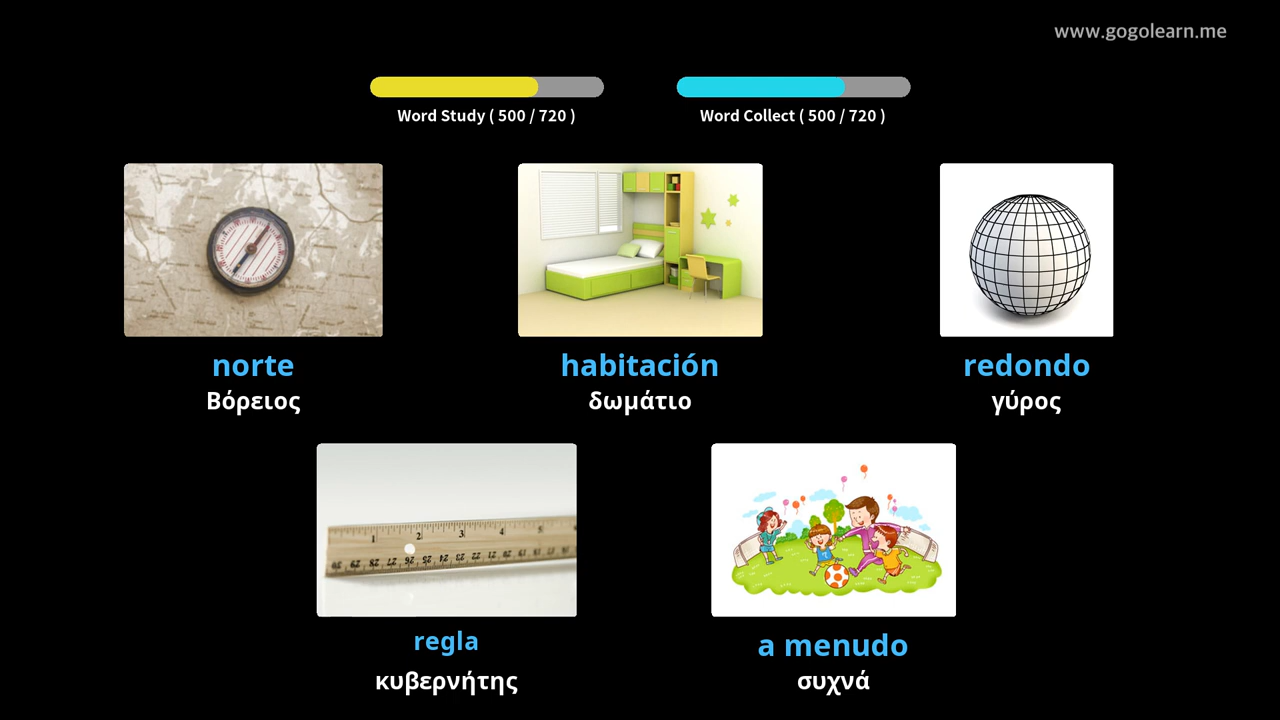 www.gogolearn.me
Word Study ( 500 / 720 )
Word Collect ( 500 / 720 )
norte
Βόρειος
habitación
δωμάτιο
redondo
γύρος
regla
κυβερνήτης
a menudo
συχνά